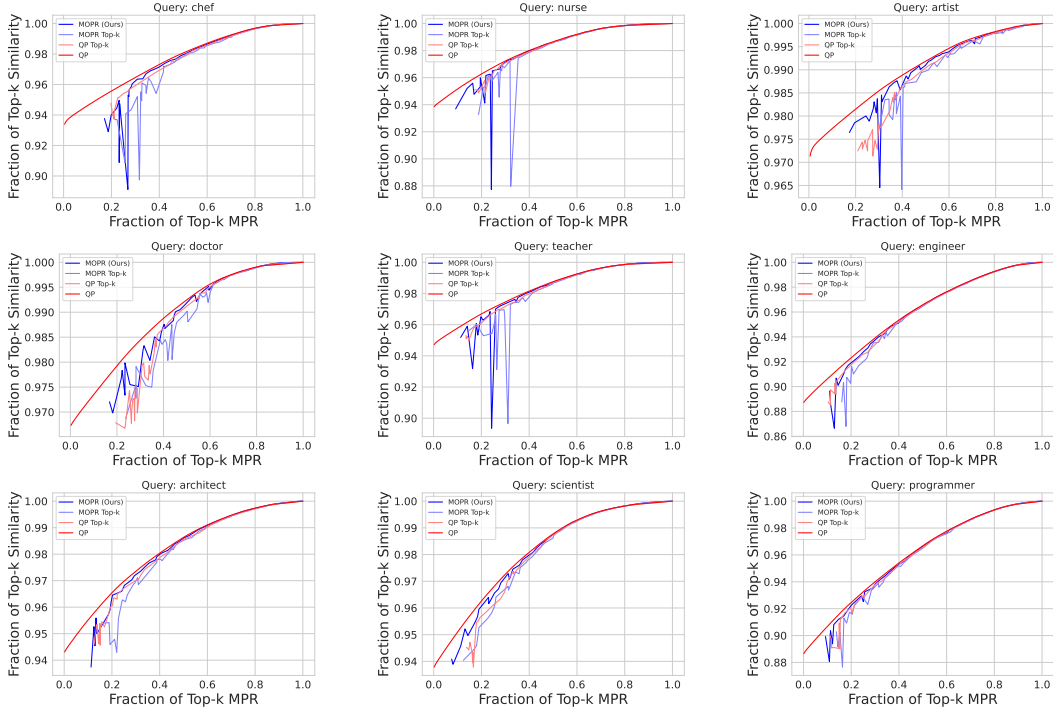 Query: chef
Fraction of Top-k Similarity
1.00
0.98
0.96
0.94
0.92
0.90
MOPR (Ours)
MOPR Top-k
QP Top-k
QP
0.0 0.2 0.4 0.6 0.8 1.0
Fraction of Top-k MPR
Query: nurse
Fraction of Top-k Similarity
1.00
0.98
0.96
0.94
0.92
0.90
0.88
MOPR (Ours)
MOPR Top-k
QP Top-k
QP
0.0 0.2 0.4 0.6 0.8 1.0
Fraction of Top-k MPR
Query: artist
Fraction of Top-k Similarity
1.000
0.995
0.990
0.985
0.980
0.975
0.970
0.965
MOPR (Ours)
MOPR Top-k
QP Top-k
QP
0.0 0.2 0.4 0.6 0.8 1.0
Fraction of Top-k MPR
Query: doctor
Fraction of Top-k Similarity
1.000
0.995
0.990
0.985
0.980
0.975
0.970
MOPR (Ours)
MOPR Top-k
QP Top-k
QP
0.0 0.2 0.4 0.6 0.8 1.0
Fraction of Top-k MPR
Query: teacher
Fraction of Top-k Similarity
1.00
0.98
0.96
0.94
0.92
0.90
MOPR (Ours)
MOPR Top-k
QP Top-k
QP
0.0 0.2 0.4 0.6 0.8 1.0
Fraction of Top-k MPR
Query: engineer
Fraction of Top-k Similarity
1.00
0.98
0.96
0.94
0.92
0.90
0.88
0.86
MOPR (Ours)
MOPR Top-k
QP Top-k
QP
0.0 0.2 0.4 0.6 0.8 1.0
Fraction of Top-k MPR
Query: architect
Fraction of Top-k Similarity
1.00
0.99
0.98
0.97
0.96
0.95
0.94
MOPR (Ours)
MOPR Top-k
QP Top-k
QP
0.0 0.2 0.4 0.6 0.8 1.0
Fraction of Top-k MPR
Query: scientist
Fraction of Top-k Similarity
1.00
0.99
0.98
0.97
0.96
0.95
0.94
MOPR (Ours)
MOPR Top-k
QP Top-k
QP
0.0 0.2 0.4 0.6 0.8 1.0
Fraction of Top-k MPR
Query: programmer
Fraction of Top-k Similarity
1.00
0.98
0.96
0.94
0.92
0.90
0.88
MOPR (Ours)
MOPR Top-k
QP Top-k
QP
0.0 0.2 0.4 0.6 0.8 1.0
Fraction of Top-k MPR